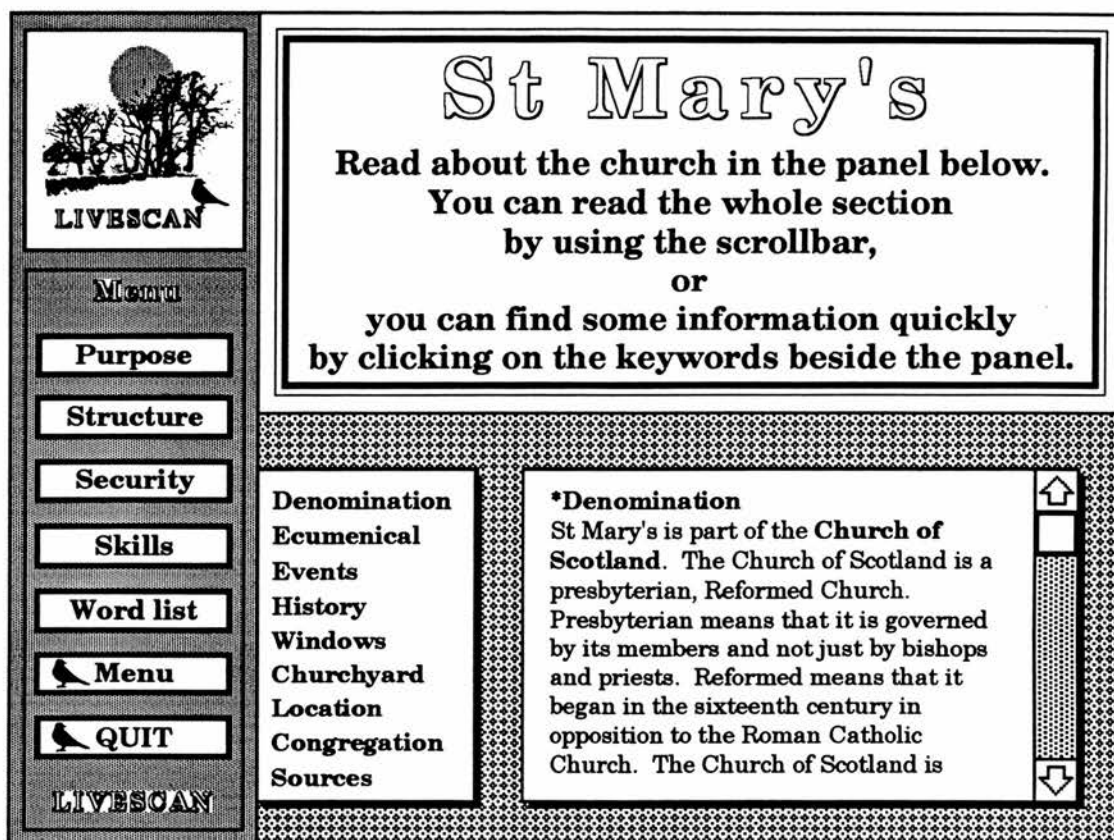 LIVESCAN
Menu
Purpose
Structure
Security
Skills
Word list
Menu
QUIT
LIVESCAN
St Mary's
Read about the church in the panel below.
You can read the whole section
by using the scrollbar,
or
you can find some information quickly
by clicking on the keywords beside the panel.
Denomination
Ecumenical
Events
History
Windows
Churchyard
Location
Congregation
Sources
*Denomination
St Mary's is part of the Church of
Scotland. The Church of Scotland is a
presbyterian, Reformed Church.
Presbyterian means that it is governed
by its members and not just by bishops
and priests. Reformed means that it
began in the sixteenth century in
opposition to the Roman Catholic
Church. The Church of Scotland is